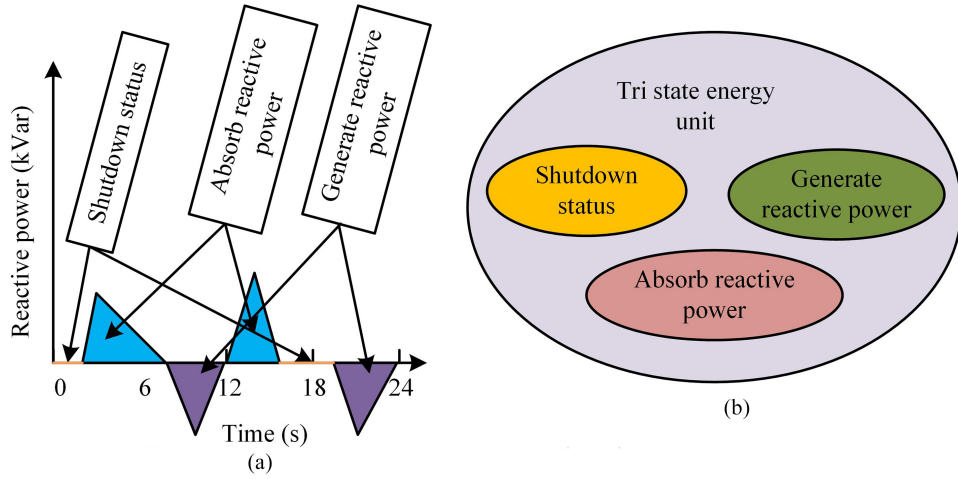 Reactive power (kVar)
Shutdown status
Absorb reactive
power
Generate reactive
power
0 6 12 18 24
Time (s)
(a)
Tri state energy
unit
Shutdown
status
Generate
reactive power
Absorb reactive
power
(b)